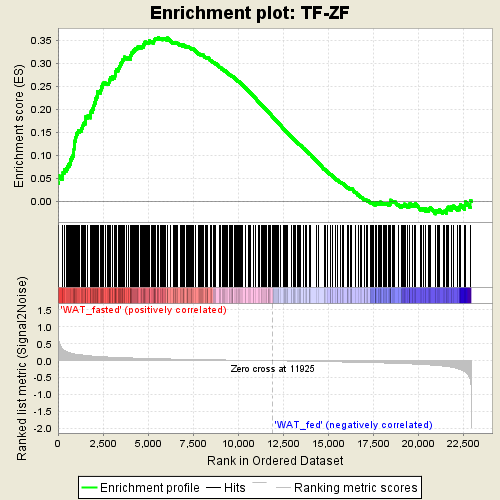 Enrichment plot: TF-ZF
Enrichment score (ES)
0.35
0.30
0.25
0.20
0.15
0.10
0.05
0.00
'WAT_fasted' (positively correlated)
Zero cross at 11925
'WAT_fed' (negatively correlated)
Ranked list metric (Signal2Noise)
1.5
1.0
0.5
0.0
-0.5
-1.0
-1.5
-2.0
0 2,500 5,000 7,500 10,000 12,500 15,000 17,500 20,000 22,500
Rank in Ordered Dataset
Enrichment profile Hits Ranking metric scores